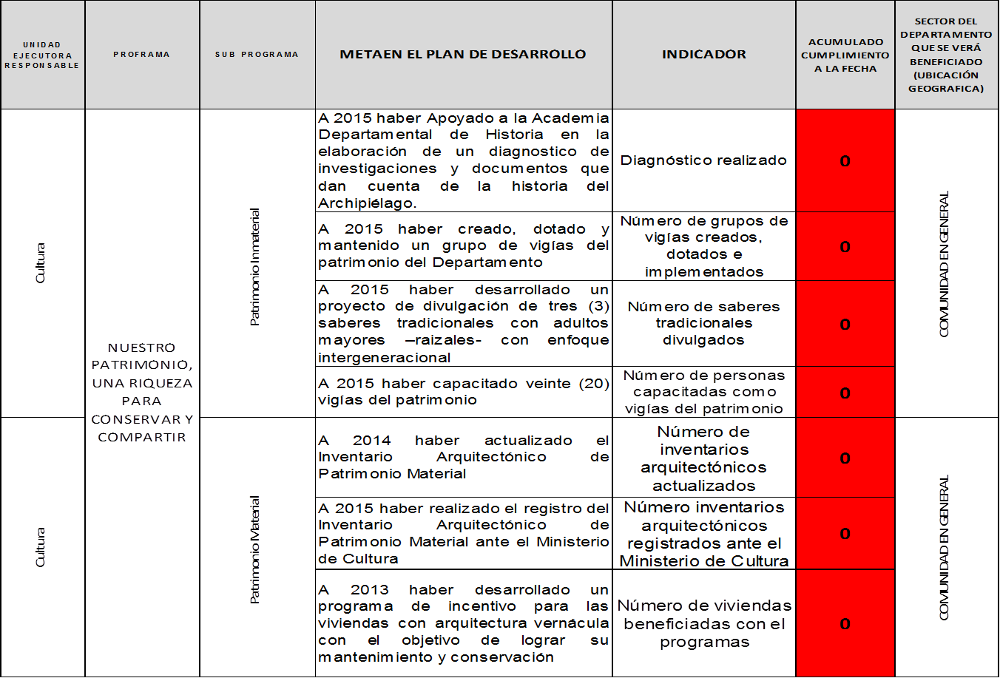 UNIDAD
EJECUTORA
RESPONSABLE
PROFRAMA
SUB PROGRAMA
METAEN EL PLAN DE DESARROLLO
INDICADOR
ACUMULADO
CUMPLIMIENTO
A LA FECHA
SECTOR DEL
DEPARTAMENTO
QUE SE VERÁ
BENEFICIADO
(UBICACIÓN
GEOGRAFICA)
Cultura
NUESTRO
PATRIMONIO,
UNA RIQUEZA
PARA
CONSERVAR Y
COMPARTIR
Patrimonio Inmaterial
A 2015 haber Apoyado a la Academia
Departamental de Historia en la
elaboración de un diagnostico de
investigaciones y documentos que
dan cuenta de la historia del
Archipiélago.
Diagnóstico realizado
0
COMUNIDAD EN GENERAL
A 2015 haber creado, dotado y
mantenido un grupo de vigías del
patrimonio del Departamento
Número de grupos de
vigías creados,
dotados e
implementados
0
A 2015 haber desarrollado un
proyecto de divulgación de tres (3)
saberes tradicionales con adultos
mayores –raizales- con enfoque
intergeneracional
Número de saberes
tradicionales
divulgados
0
A 2015 haber capacitado veinte (20)
vigías del patrimonio
Número de personas
capacitadas como
vigías del patrimonio
0
Cultura
Patrimonio Material
A 2014 haber actualizado el
Inventario Arquitectónico de
Patrimonio Material
Número de
inventarios
arquitectónicos
actualizados
0
COMUNIDAD EN GENERAL
A 2015 haber realizado el registro del
Inventario Arquitectónico de
Patrimonio Material ante el Ministerio
de Cultura
Número inventarios
arquitectónicos
registrados ante el
Ministerio de Cultura
0
A 2013 haber desarrollado un
programa de incentivo para las
viviendas con arquitectura vernácula
con el objetivo de lograr su
mantenimiento y conservación
Número de viviendas
beneficiadas con el
programas
0